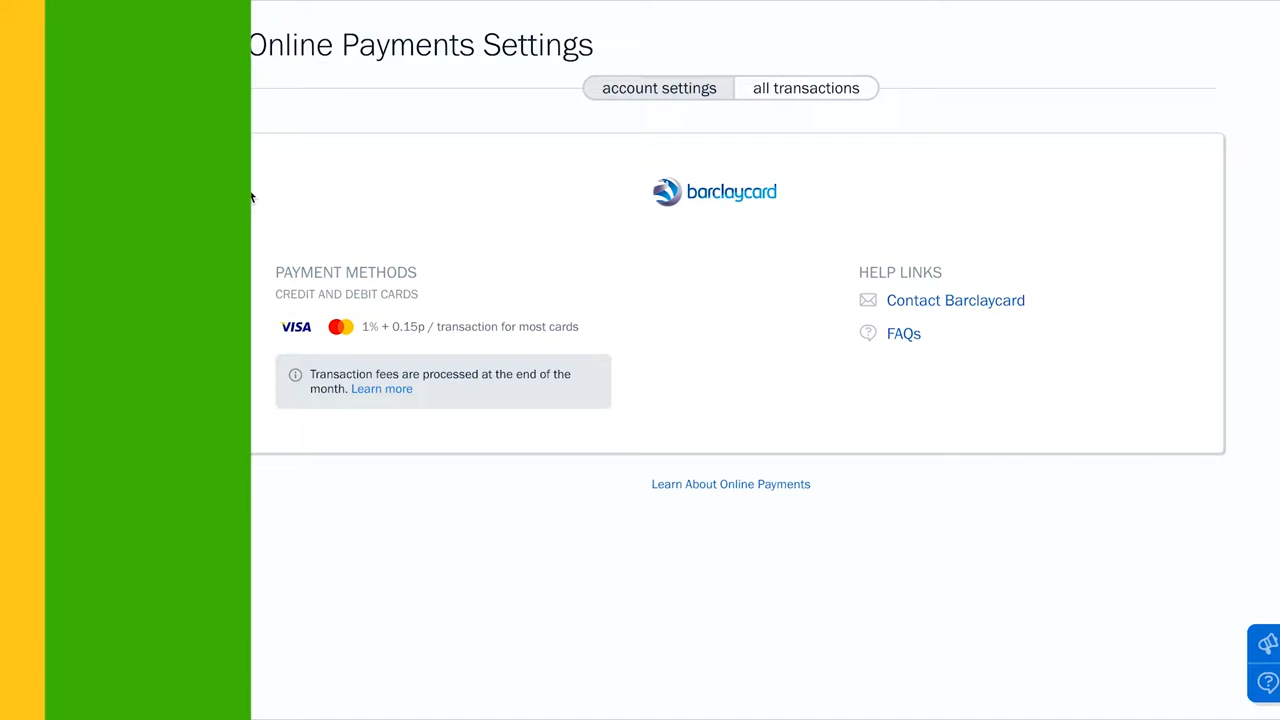 Online Payments Settings
account settings
all transactions
barclaycard
PAYMENT METHODS
CREDIT AND DEBIT CARDS
VISA 1% + 0.15p / transaction for most cards
Transaction fees are processed at the end of the
month. Learn more
HELP LINKS
Contact Barclaycard
FAQs
Learn About Online Payments